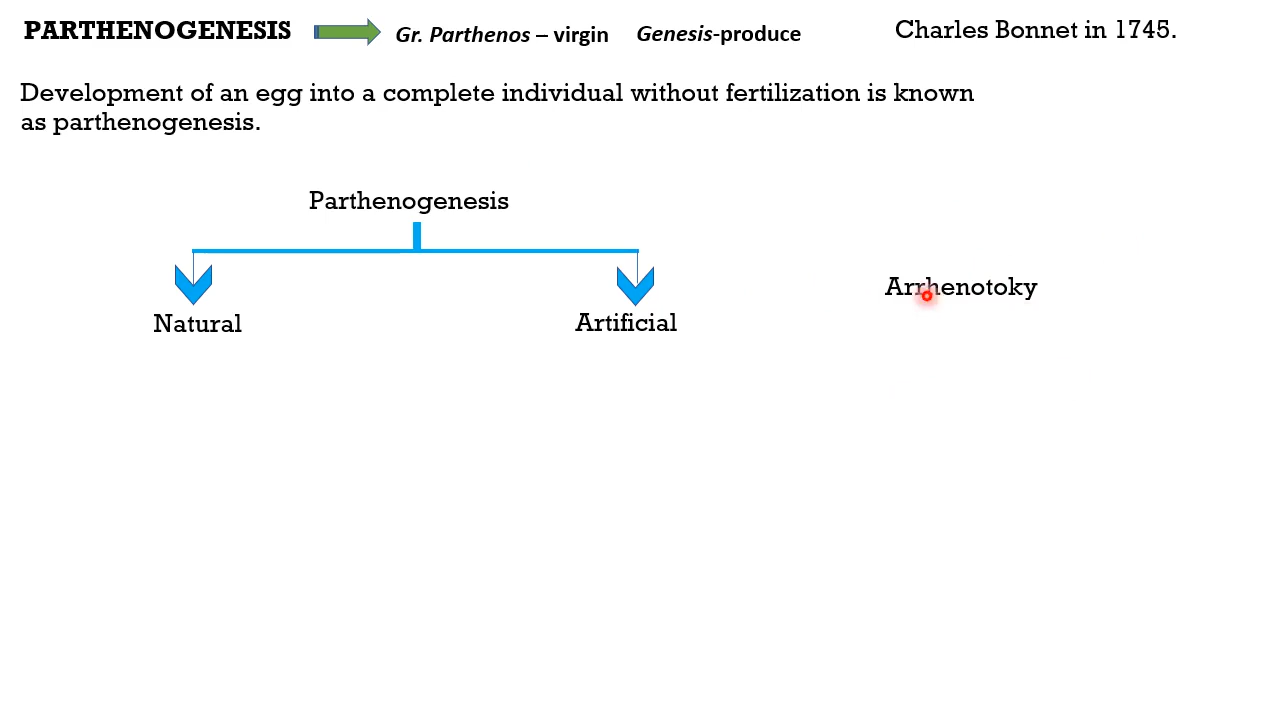 PARTHENOGENESIS Gr. Parthenos – virgin Genesis-produce Charles Bonnet in 1745.
Development of an egg into a complete individual without fertilization is known
as parthenogenesis.
Parthenogenesis
Arrhenotoky
Natural Artificial